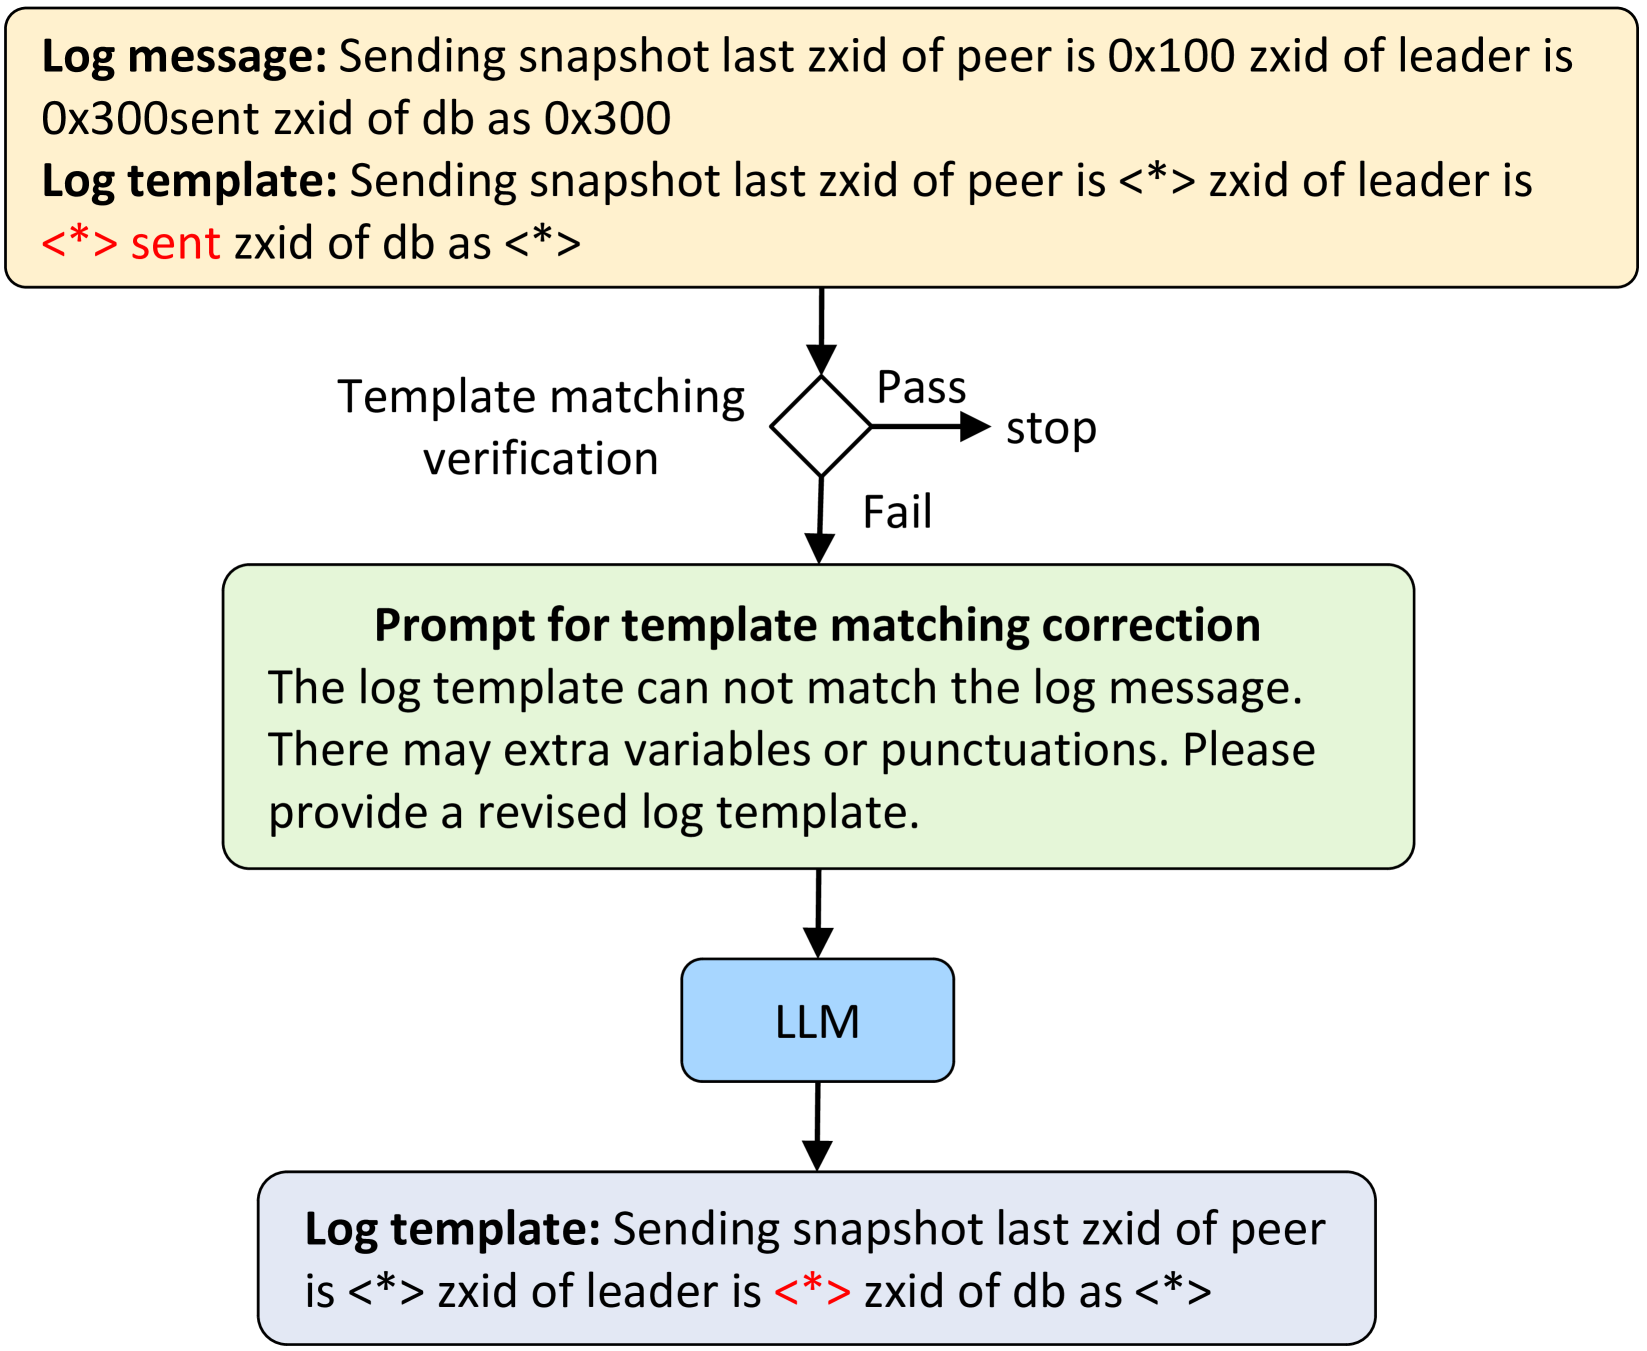 Log message: Sending snapshot last zxid of peer is 0x100 zxid of leader is
0x300sent zxid of db as 0x300
Log template: Sending snapshot last zxid of peer is <*> zxid of leader is
<*> sent zxid of db as <*>
Template matching
verification
Pass
stop
Fail
Prompt for template matching correction
The log template can not match the log message.
There may extra variables or punctuations. Please
provide a revised log template.
LLM
Log template: Sending snapshot last zxid of peer
is <*> zxid of leader is <*> zxid of db as <*>